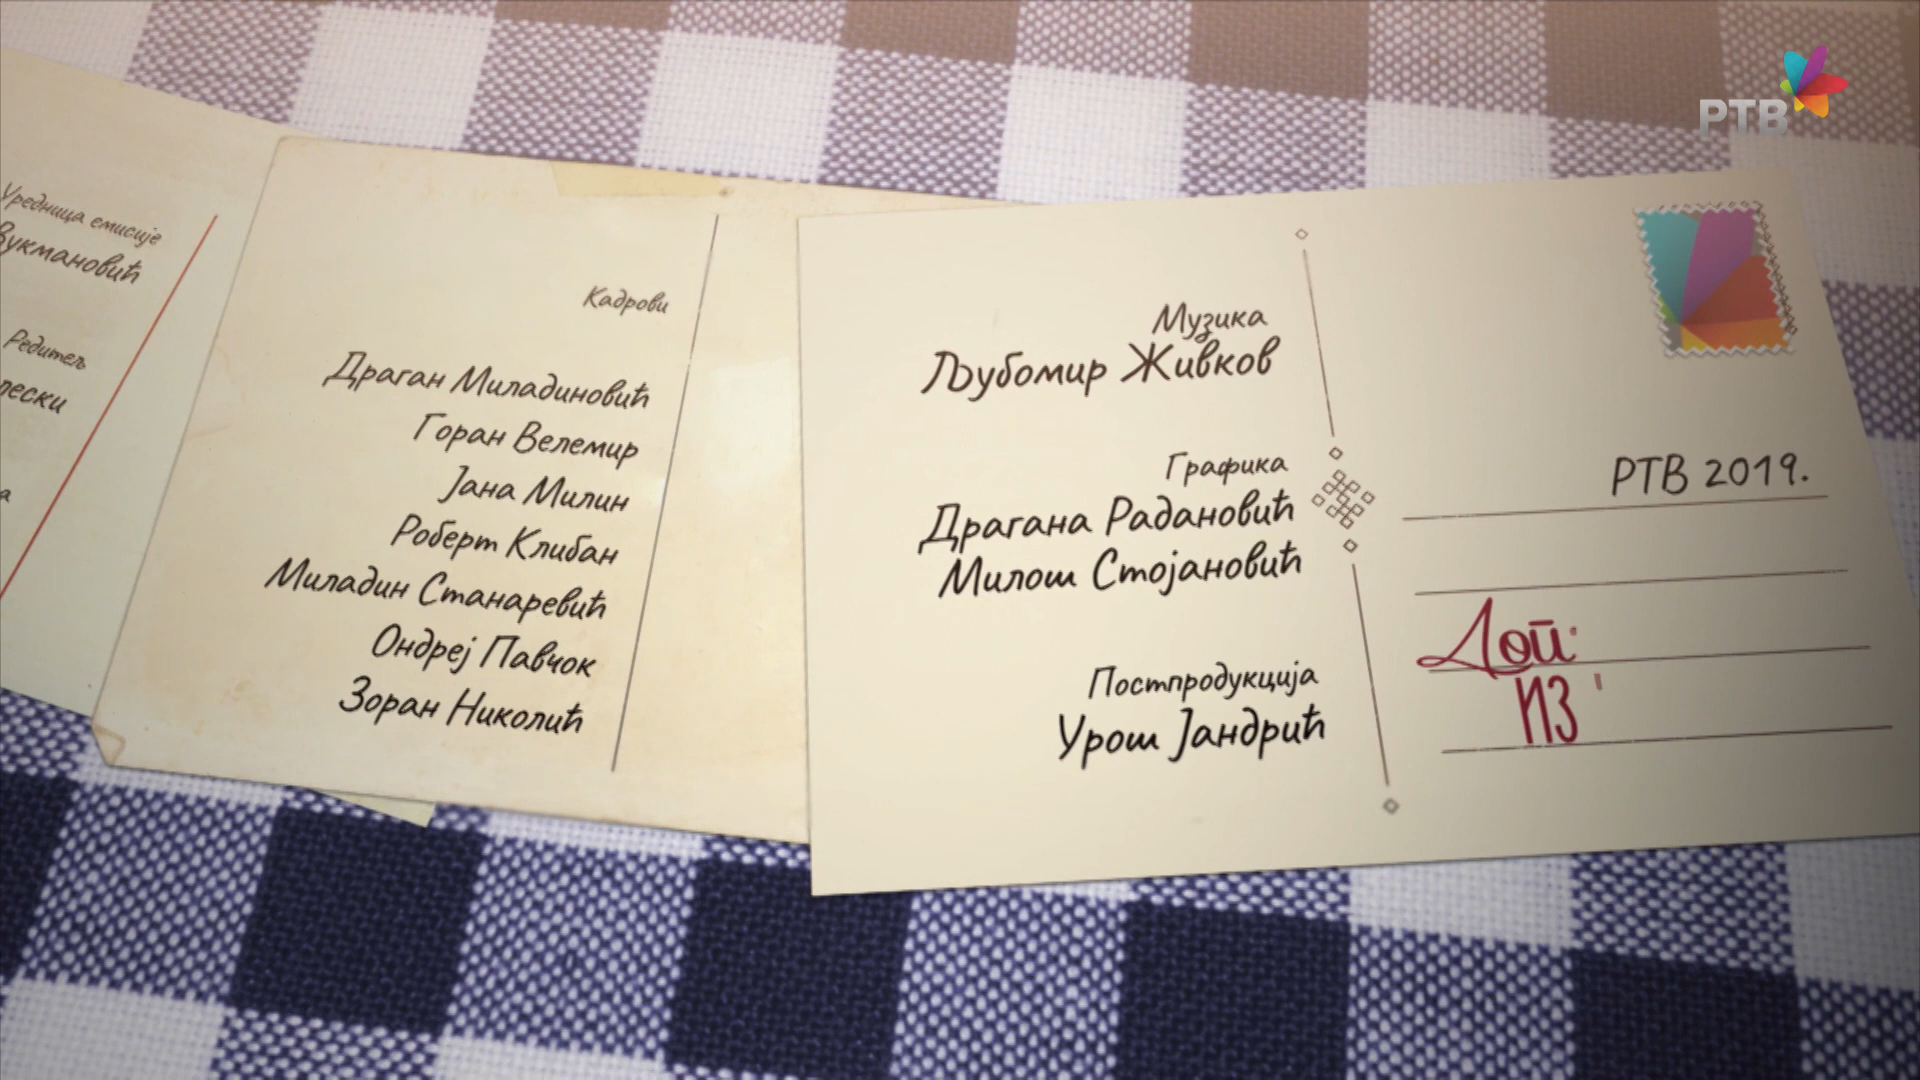 РТВ
Уредница емисије
Вукмановић
Редитељ
Кадрови
Драган Миладиновић
Горан Велемир
Јана Милин
Роберт Клибан
Миладин Станаревић
Ондреј Павчок
Зоран Николић
Музика
Љубомир Живков
Графика
Драгана Радановић
Милош Стојановић
Постпродукција
Урош Јандрић
РТВ 2019.
ИЗ